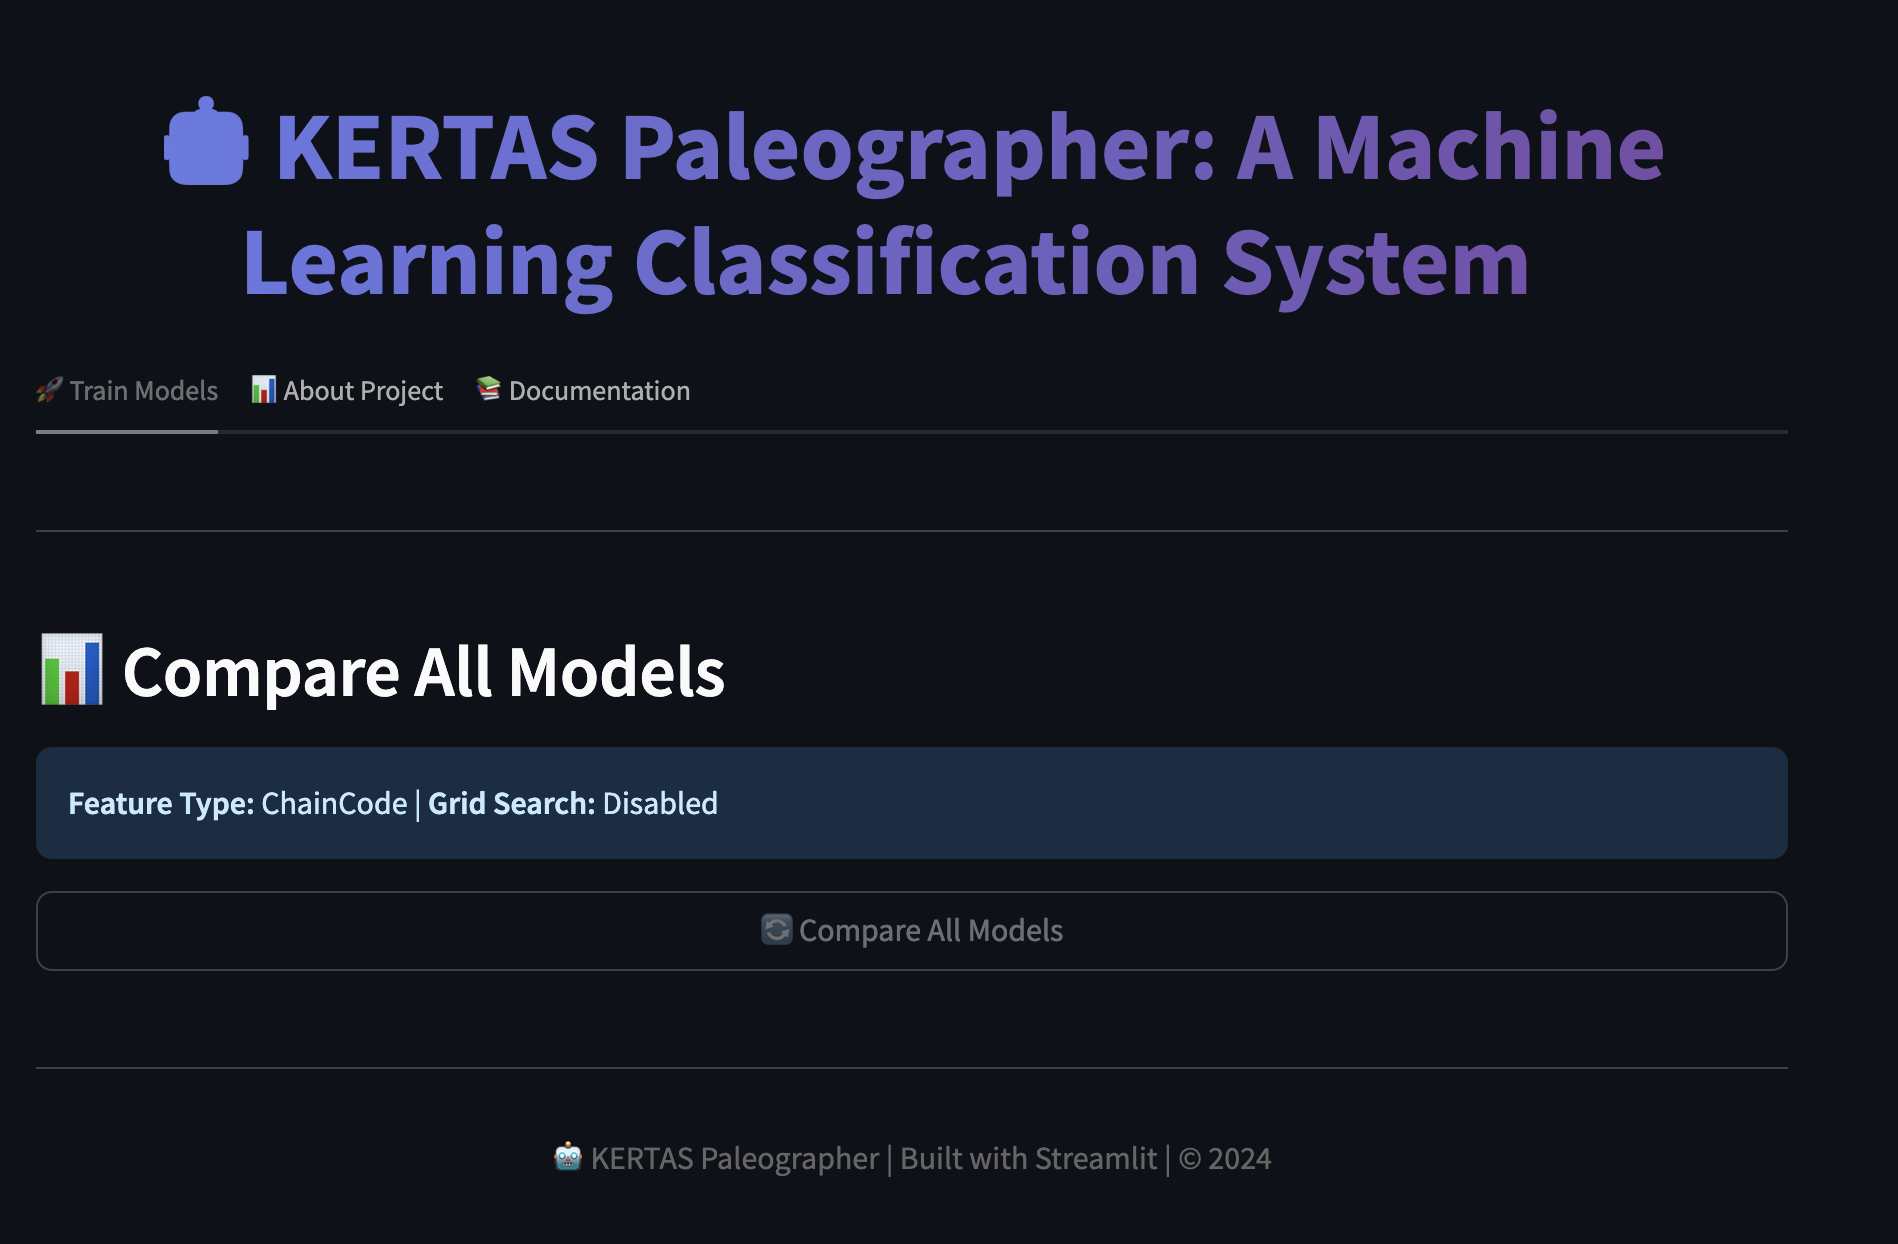 🤖 KERTAS Paleographer: A Machine
Learning Classification System
🚀 Train Models
📊 About Project
📚 Documentation
📊 Compare All Models
Feature Type: ChainCode | Grid Search: Disabled
🔄 Compare All Models
🤖 KERTAS Paleographer | Built with Streamlit | © 2024